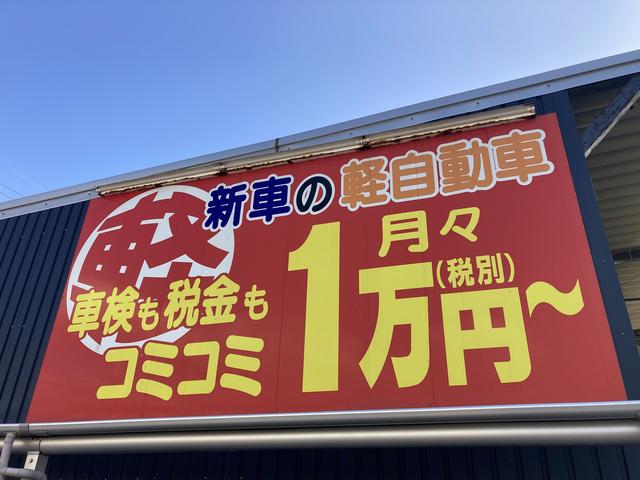 新車の軽自動車
軽
車検も税金も
コミコミ
月々
1万円(税別)～